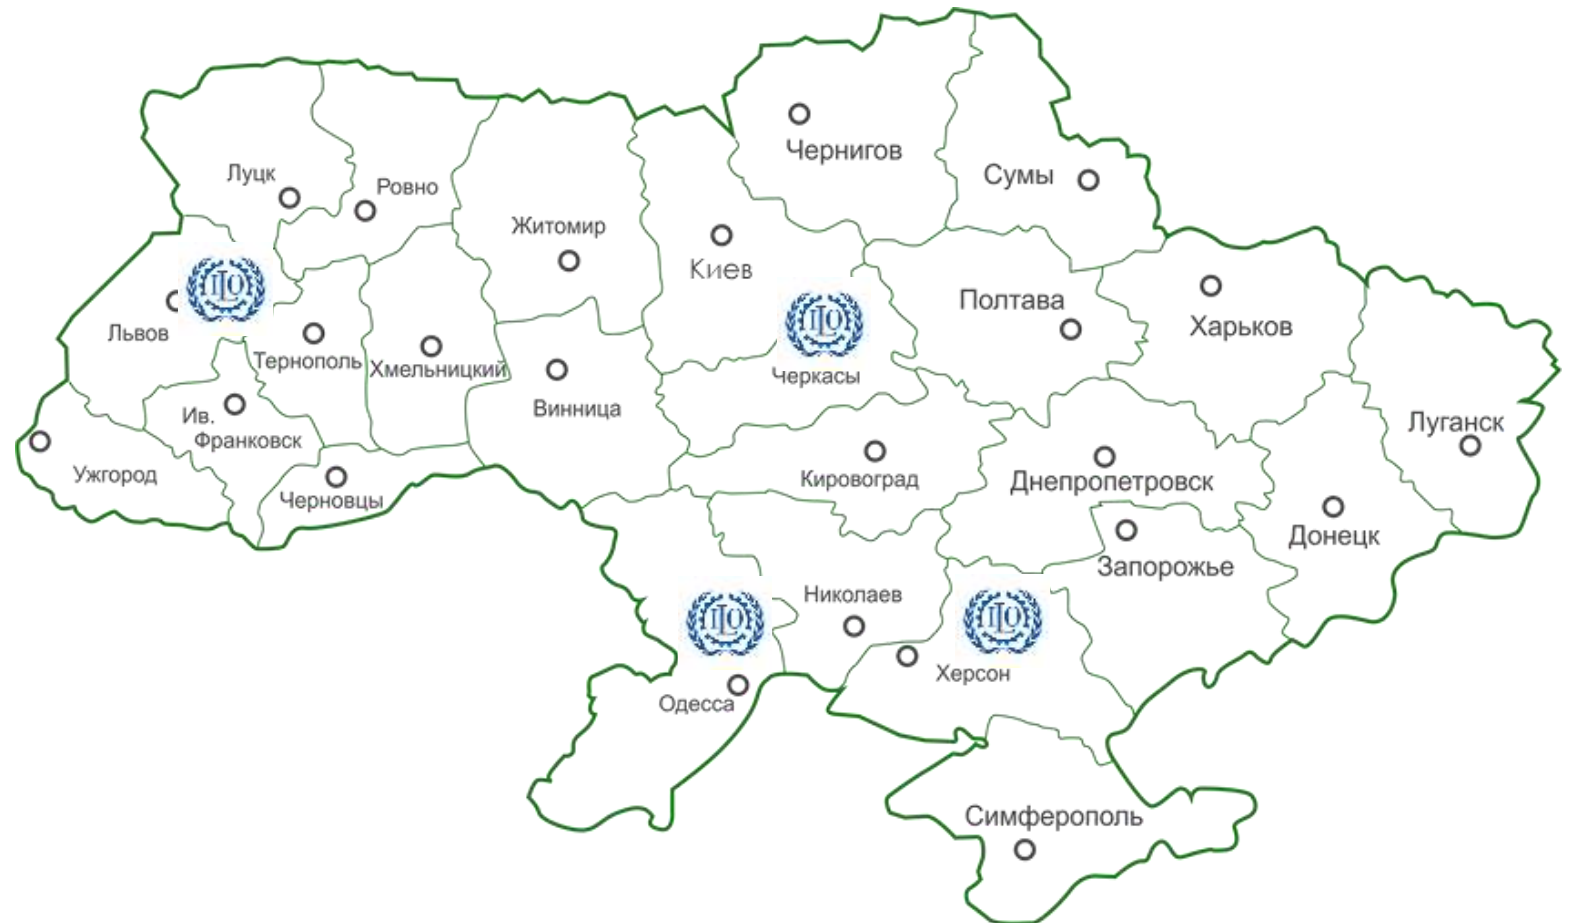 Чернигов
Сумы
Луцк
Ровно
Житомир
Киев
ILO
Львов
Тернополь
Хмельницкий
ILO
Черкасы
Полтава
Харьков
Винница
Ив.
Франковск
Ужгород
Черновцы
Кировоград
Днепропетровск
Луганск
Донецк
Запорожье
ILO
Николаев
ILO
Херсон
Одесса
Симферополь